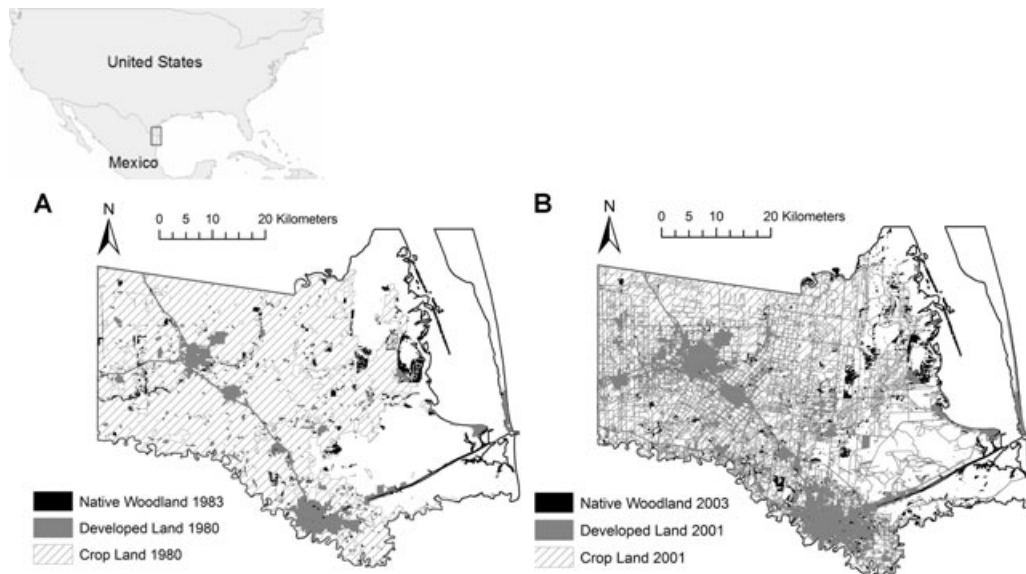 United States
Mexico
A
N
0 5 10 20 Kilometers
Native Woodland 1983
Developed Land 1980
Crop Land 1980
B
N
0 5 10 20 Kilometers
Native Woodland 2003
Developed Land 2001
Crop Land 2001